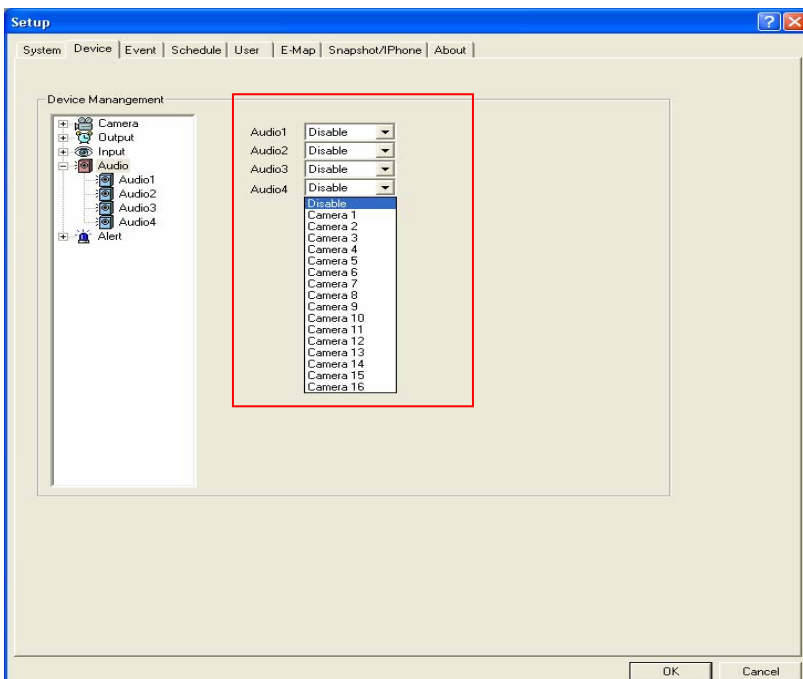 Setup
System Device Event Schedule User E-Map Snapshot/IPhone About
Device Manangement
Camera
Output
Input
Audio
Audio1
Audio2
Audio3
Audio4
Alert
Audio1 Disable
Audio2 Disable
Audio3 Disable
Audio4 Disable
Disable
Camera 1
Camera 2
Camera 3
Camera 4
Camera 5
Camera 6
Camera 7
Camera 8
Camera 9
Camera 10
Camera 11
Camera 12
Camera 13
Camera 14
Camera 15
Camera 16
OK Cancel